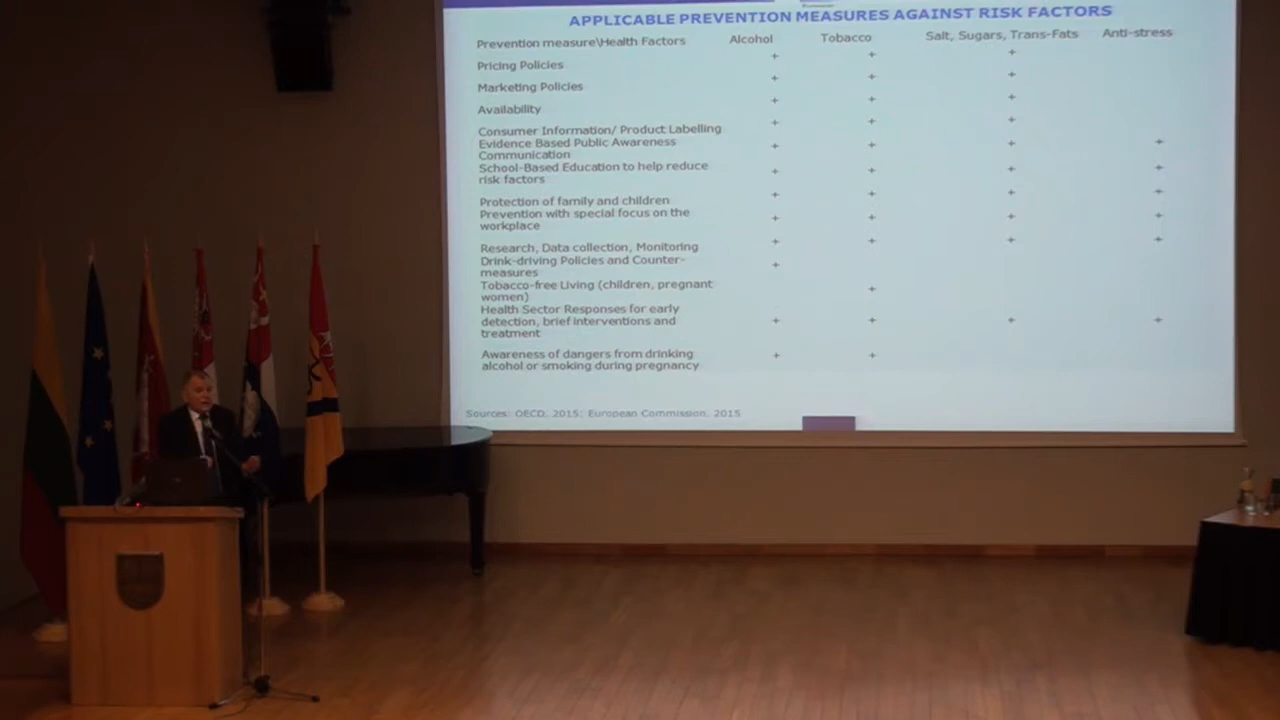 APPLICABLE PREVENTION MEASURES AGAINST RISK FACTORS
Prevention measure\Health Factors Alcohol Tobacco Salt, Sugars, Trans-Fats Anti-stress
+ + +
Pricing Policies
+ + +
Marketing Policies
+ + +
Availability
+ + +
Consumer Information/ Product Labelling
Evidence Based Public Awareness + + + +
Communication
School-Based Education to help reduce + + + +
risk factors
+ + + +
Protection of family and children
Prevention with special focus on the + + + +
workplace
+ + + +
Research, Data collection, Monitoring
Drink-driving Policies and Counter- +
measures
Tobacco-free Living (children, pregnant +
women)
Health Sector Responses for early
detection, brief interventions and + + + +
treatment
Awareness of dangers from drinking + +
alcohol or smoking during pregnancy
Sources: OECD, 2015; European Commission, 2015